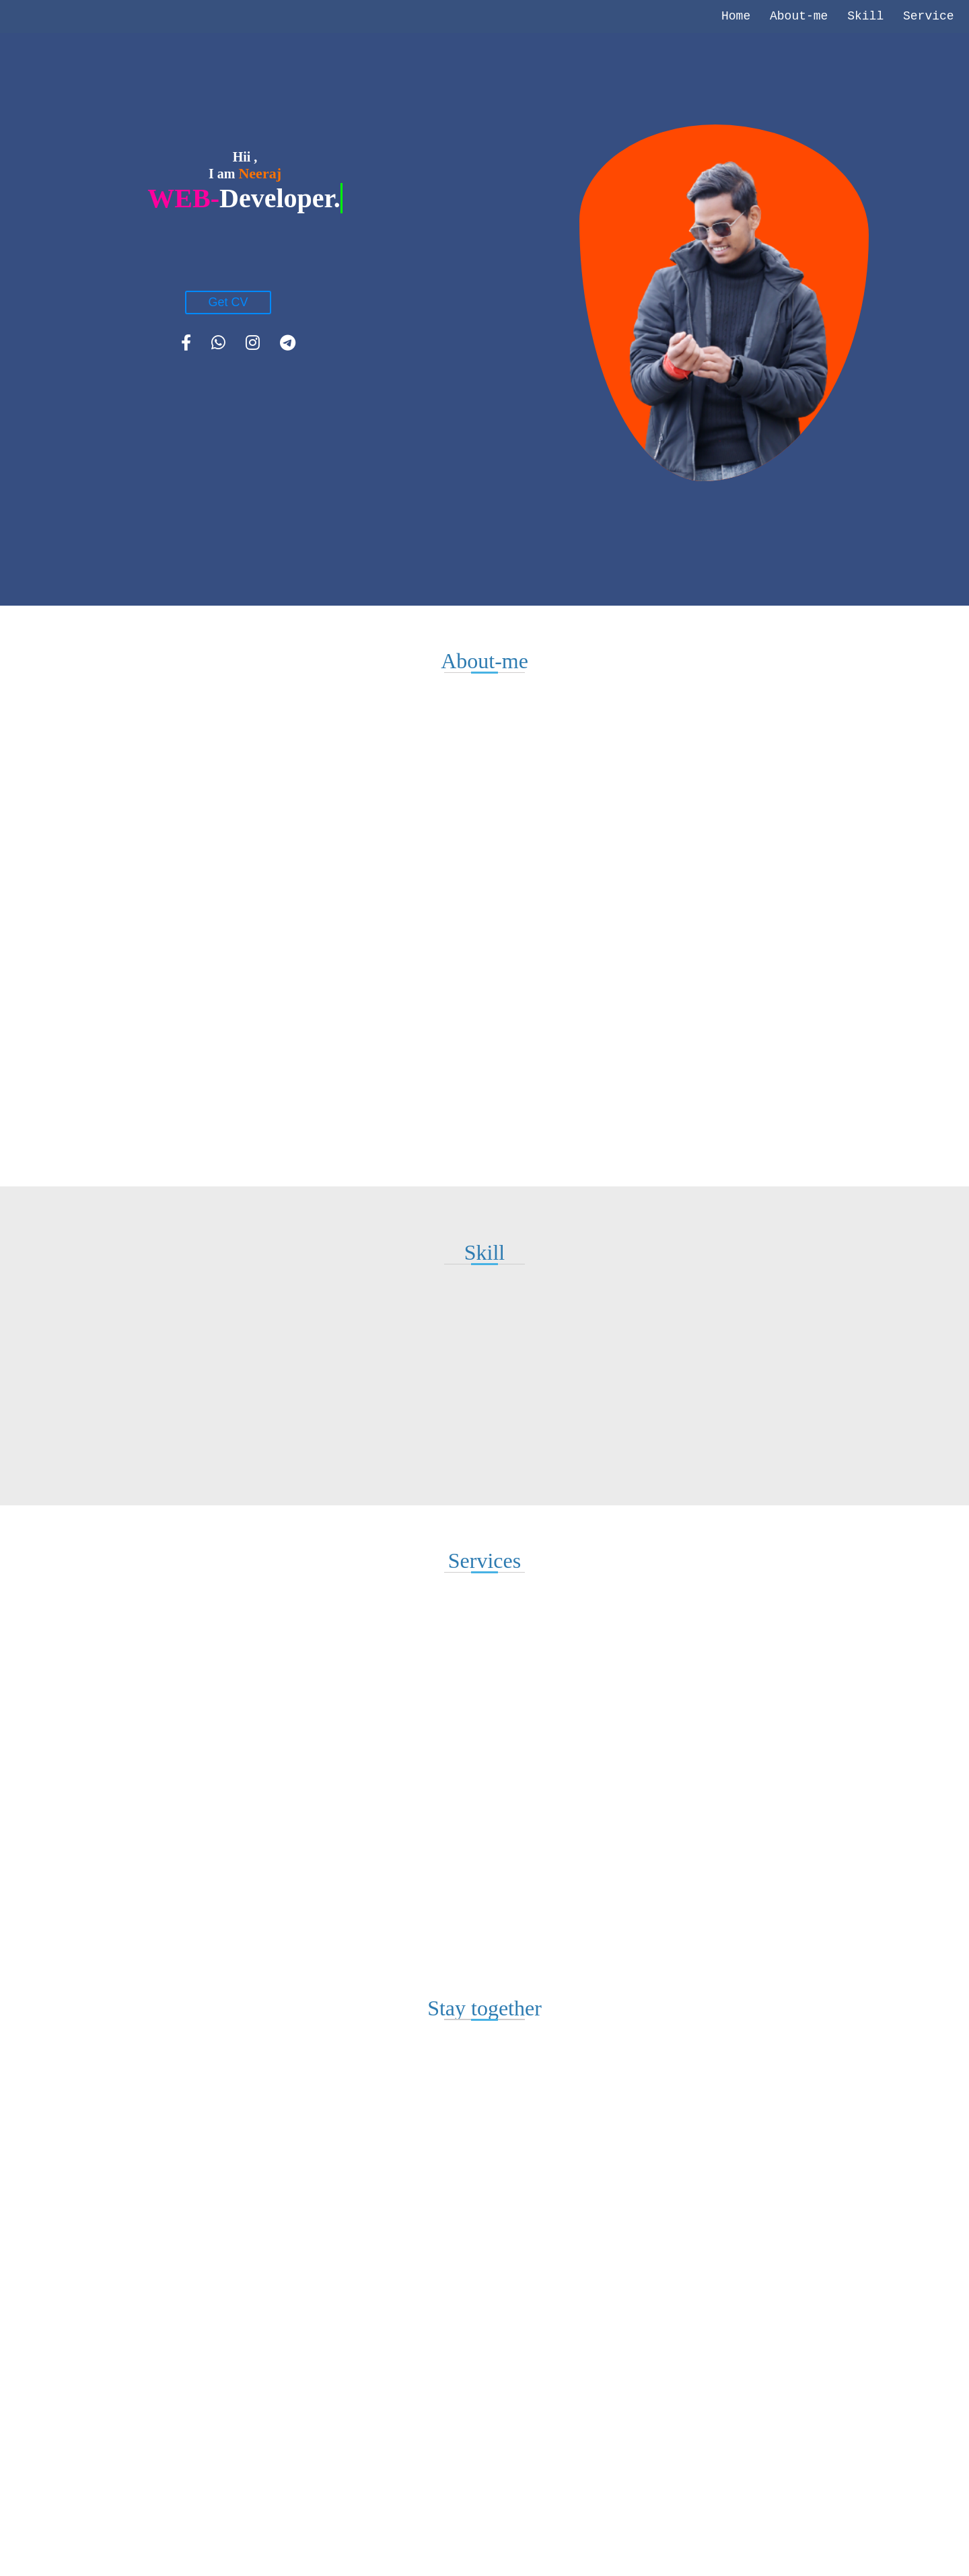 Home About-me Skill Service
Hii ,
I am Neeraj
WEB-Developer.
Get CV
About-me
Skill
Services
Stay together